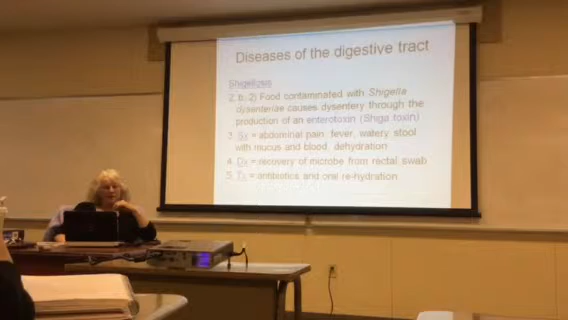 Diseases of the digestive tract
Shigellosis
2. b. 2) Food contaminated with Shigella
dysenteriae causes dysentery through the
production of an enterotoxin (Shiga toxin)
3. Sx = abdominal pain, fever, watery stool
with mucus and blood, dehydration
4. Dx = recovery of microbe from rectal swab
5. Tx = antibiotics and oral re-hydration